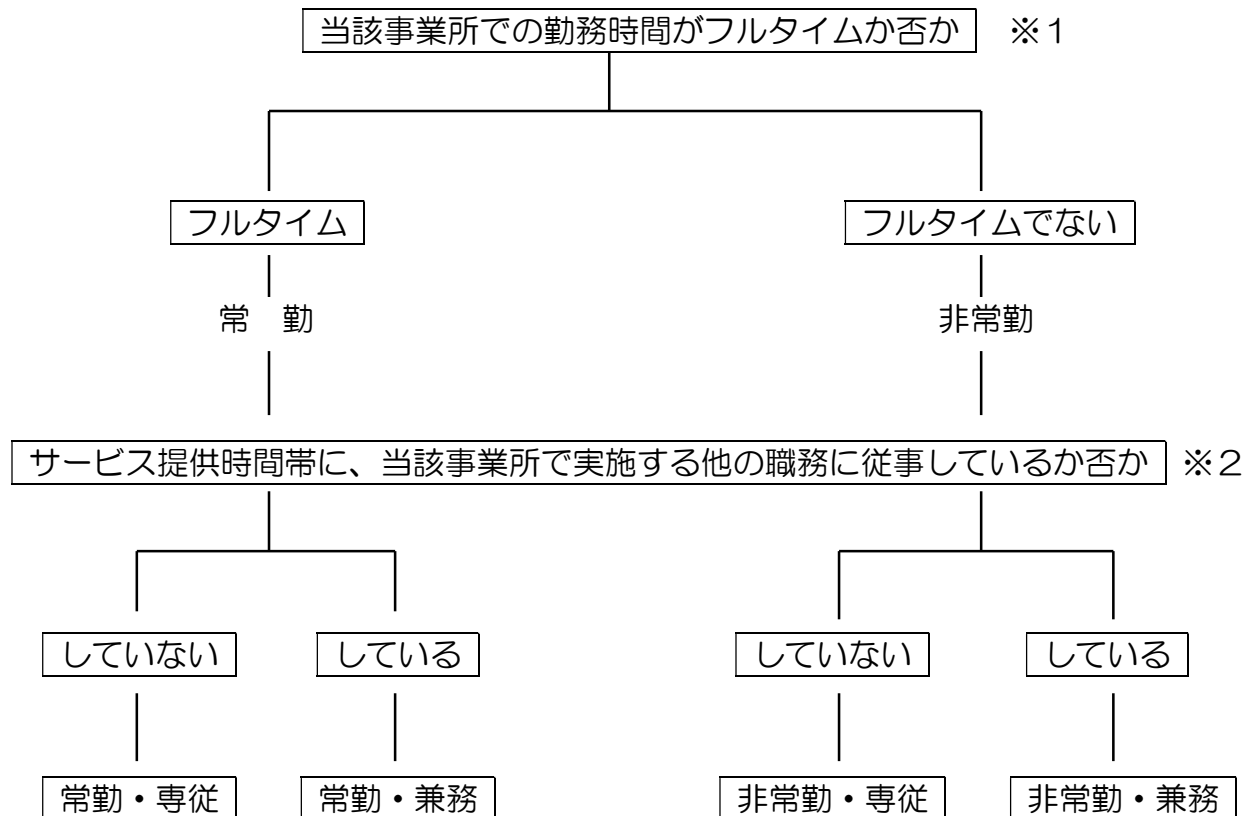 当該事業所での勤務時間がフルタイムか否か ※1
フルタイム フルタイムでない
常 勤 非常勤
サービス提供時間帯に、当該事業所で実施する他の職務に従事しているか否か ※2
していない している していない している
常勤・専従 常勤・兼務 非常勤・専従 非常勤・兼務